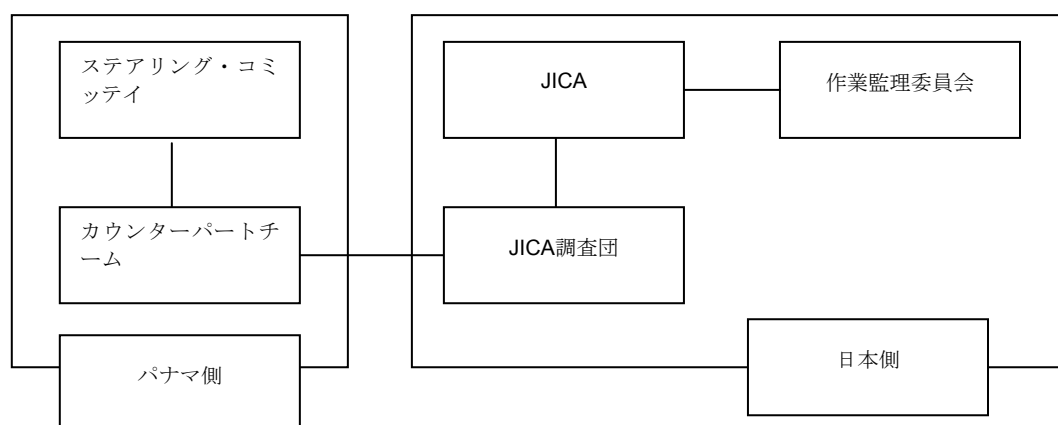 ステアリング・コミ
ッテイ
JICA
作業監理委員会
カウンターパートチ
ーム
JICA調査団
パナマ側
日本側